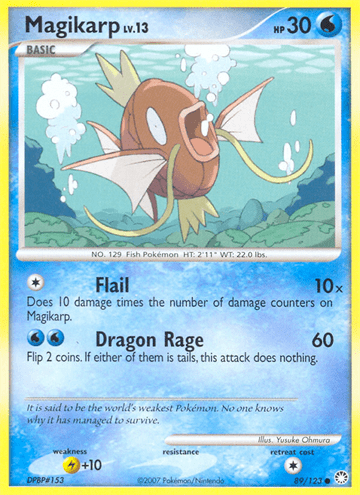 Magikarp LV.13 HP 30
BASIC
NO. 129 Fish Pokémon HT: 2'11" WT: 22.0 lbs.
Flail 10×
Does 10 damage times the number of damage counters on
Magikarp.
Dragon Rage 60
Flip 2 coins. If either of them is tails, this attack does nothing.
It is said to be the world's weakest Pokémon. No one knows
why it has managed to survive.
Illus. Yusuke Ohmura
weakness resistance retreat cost
+10
DPBP#153 ©2007 Pokémon/Nintendo 89/123